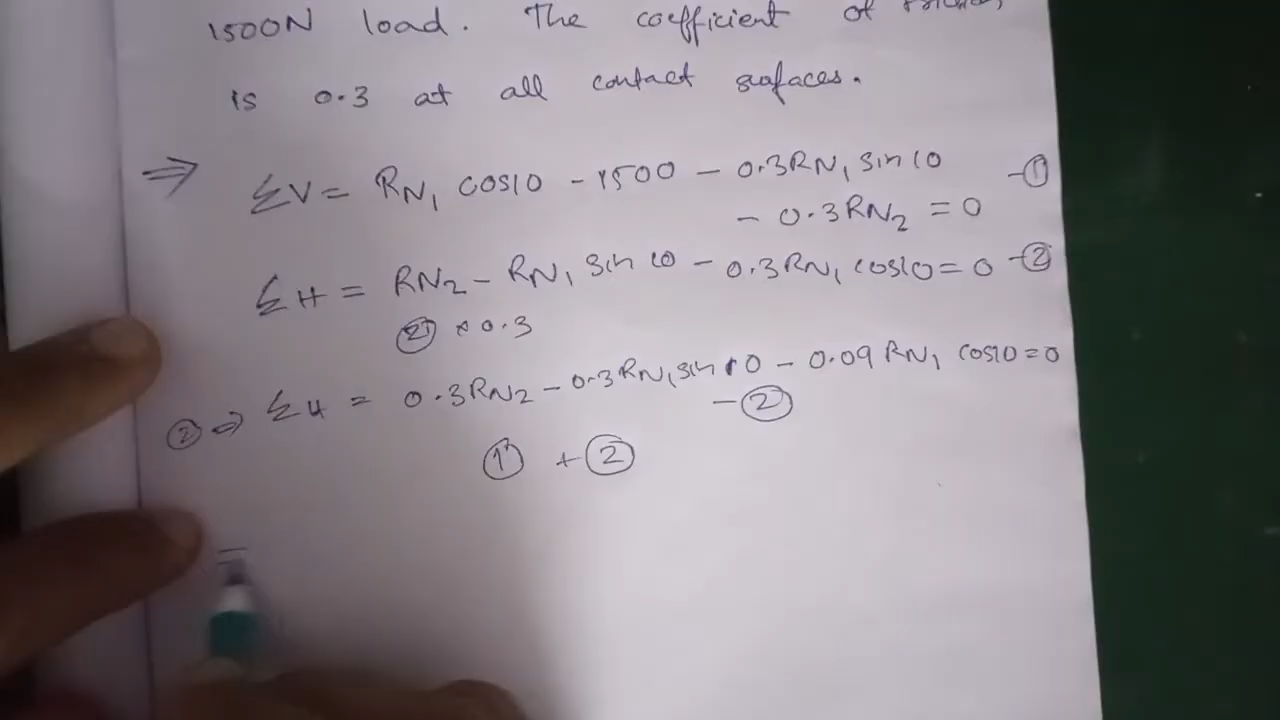 1500N load. The coefficient of
is 0.3 at all contact surfaces.
⇒ ΣV = RN₁ cos10 - 1500 - 0.3RN₁ sin10 -①
- 0.3RN₂ = 0
ΣH = RN₂ - RN₁ sin10 - 0.3RN₁ cos10 = 0 -②
② × 0.3
② ⇒ ΣH = 0.3RN₂ - 0.3RN₁ sin10 - 0.09RN₁ cos10 = 0
-②
① + ②